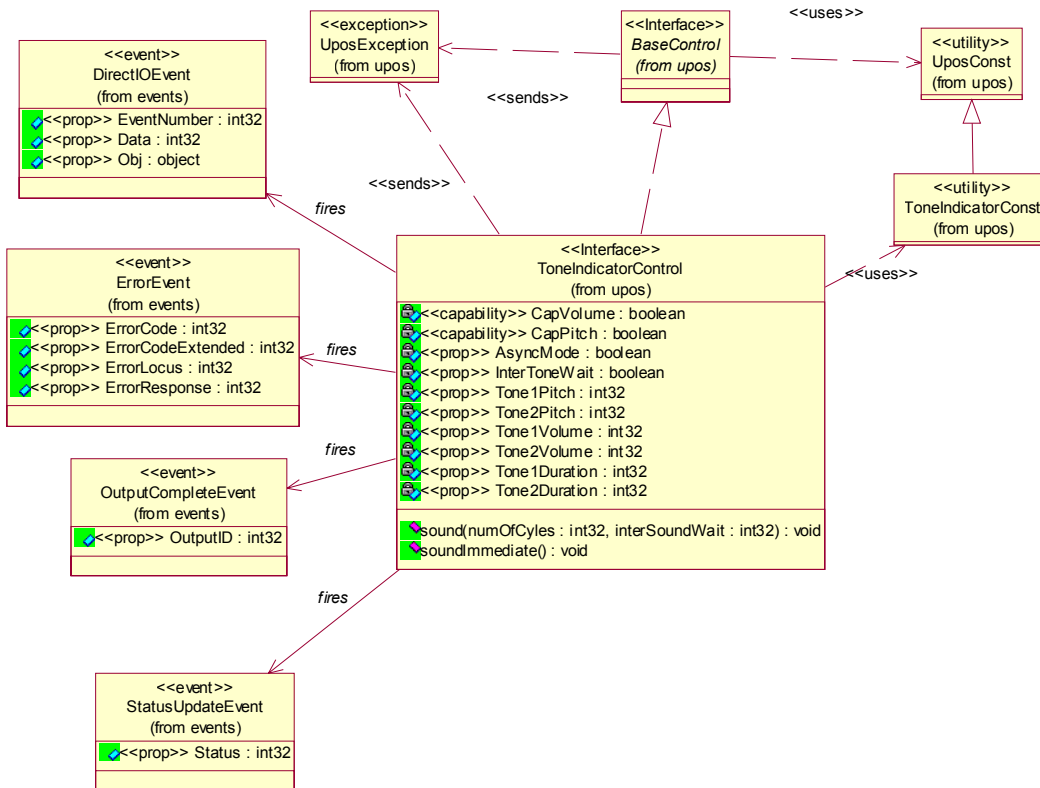 <<exception>>
UposException
(from upos)
<<Interface>>
BaseControl
(from upos)
<<uses>>
<<utility>>
UposConst
(from upos)
<<event>>
DirectIOEvent
(from events)
<<prop>> EventNumber : int32
<<prop>> Data : int32
<<prop>> Obj : object
<<sends>>
<<sends>>
<<utility>>
ToneIndicatorConst
(from upos)
fires
<<event>>
ErrorEvent
(from events)
<<prop>> ErrorCode : int32
<<prop>> ErrorCodeExtended : int32
<<prop>> ErrorLocus : int32
<<prop>> ErrorResponse : int32
fires
<<Interface>>
ToneIndicatorControl
(from upos)
<<capability>> CapVolume : boolean
<<capability>> CapPitch : boolean
<<prop>> AsyncMode : boolean
<<prop>> InterToneWait : boolean
<<prop>> Tone1Pitch : int32
<<prop>> Tone2Pitch : int32
<<prop>> Tone1Volume : int32
<<prop>> Tone2Volume : int32
<<prop>> Tone1Duration : int32
<<prop>> Tone2Duration : int32
sound(numOfCyles : int32, interSoundWait : int32) : void
soundImmediate() : void
<<uses>>
fires
<<event>>
OutputCompleteEvent
(from events)
<<prop>> OutputID : int32
fires
<<event>>
StatusUpdateEvent
(from events)
<<prop>> Status : int32